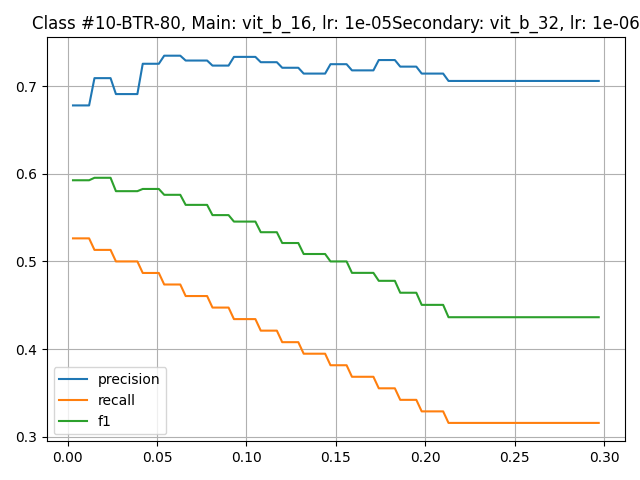 Class #10-BTR-80, Main: vit_b_16, lr: 1e-05Secondary: vit_b_32, lr: 1e-06
0.7
0.6
0.5
0.4
0.3
precision
recall
f1
0.00 0.05 0.10 0.15 0.20 0.25 0.30